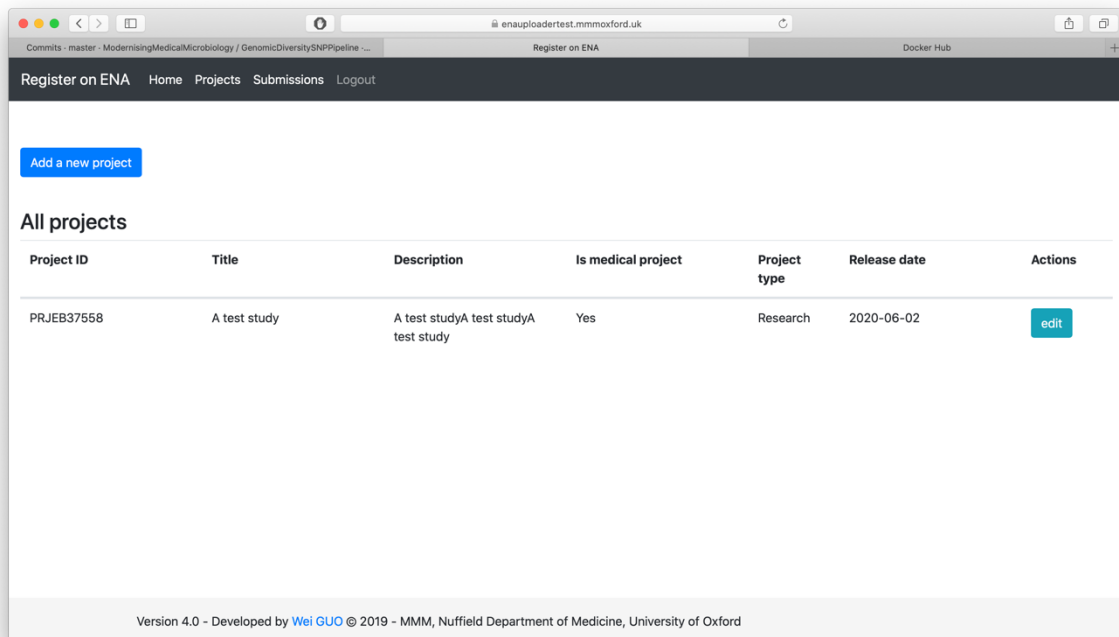 enauploadertest.mmmoxford.uk
Commits · master · ModernisingMedicalMicrobiology / GenomicDiversitySNPPipeline ·... Register on ENA Docker Hub
Register on ENA Home Projects Submissions Logout
Add a new project
All projects
Project ID Title Description Is medical project Project type Release date Actions
PRJEB37558 A test study A test studyA test studyA test study Yes Research 2020-06-02 edit
Version 4.0 - Developed by Wei GUO © 2019 - MMM, Nuffield Department of Medicine, University of Oxford